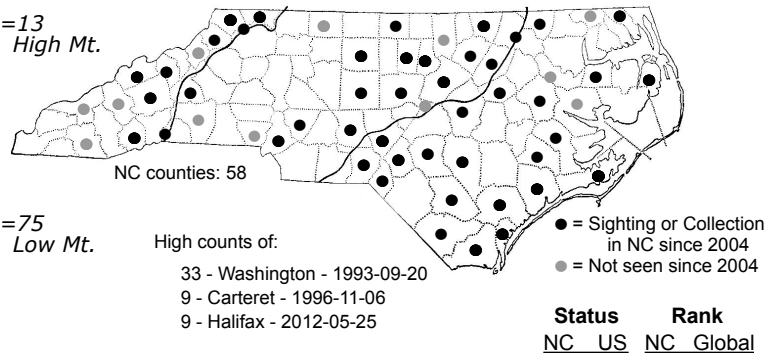 =13
High Mt.
NC counties: 58
=75
Low Mt.
High counts of:
33 - Washington - 1993-09-20
9 - Carteret - 1996-11-06
9 - Halifax - 2012-05-25
● = Sighting or Collection
in NC since 2004
● = Not seen since 2004
Status Rank
NC US NC Global